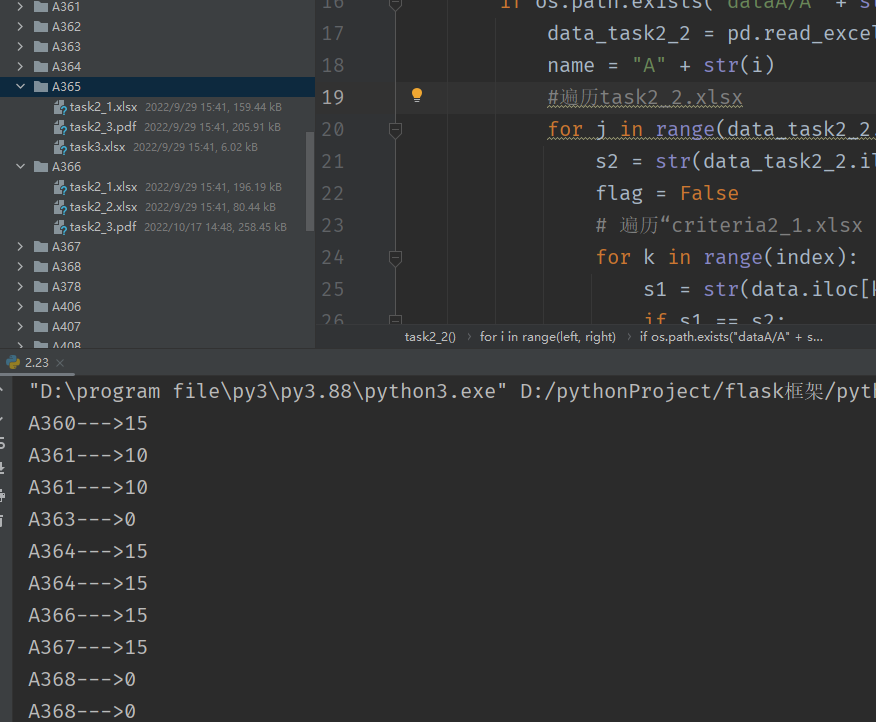 A361
A362
A363
A364
A365
task2_1.xlsx 2022/9/29 15:41, 159.44 kB
task2_3.pdf 2022/9/29 15:41, 205.91 kB
task3.xlsx 2022/9/29 15:41, 6.02 kB
A366
task2_1.xlsx 2022/9/29 15:41, 196.19 kB
task2_2.xlsx 2022/9/29 15:41, 80.44 kB
task2_3.pdf 2022/10/17 14:48, 258.45 kB
A367
A368
A378
A406
A407
A408
16 if os.path.exists("dataA/A" + st
17 data_task2_2 = pd.read_excel
18 name = "A" + str(i)
19 #遍历task2_2.xlsx
20 for j in range(data_task2_2.
21 s2 = str(data_task2_2.il
22 flag = False
23 # 遍历“criteria2_1.xlsx
24 for k in range(index):
25 s1 = str(data.iloc[k
26 if s1 == s2:
task2_2() › for i in range(left, right) › if os.path.exists("dataA/A" + s...
2.23 ×
"D:\program file\py3\py3.88\python3.exe" D:/pythonProject/flask框架/pyth
A360--->15
A361--->10
A361--->10
A363--->0
A364--->15
A364--->15
A366--->15
A367--->15
A368--->0
A368--->0